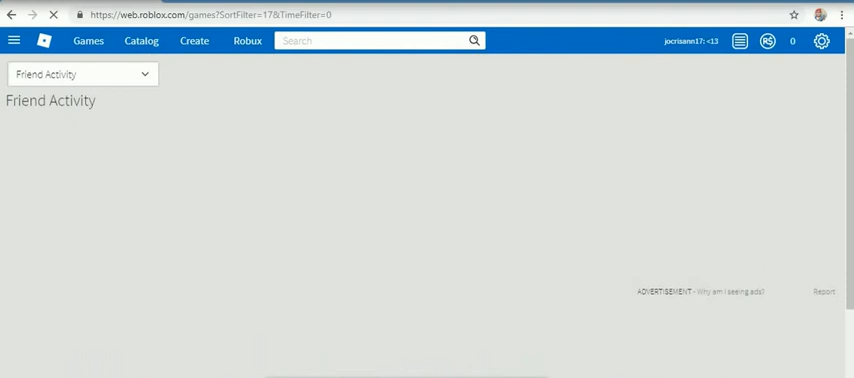 https://web.roblox.com/games?SortFilter=17&TimeFilter=0
Games Catalog Create Robux Search jocrisann17: <13 R$ 0
Friend Activity
Friend Activity
ADVERTISEMENT - Why am I seeing ads? Report